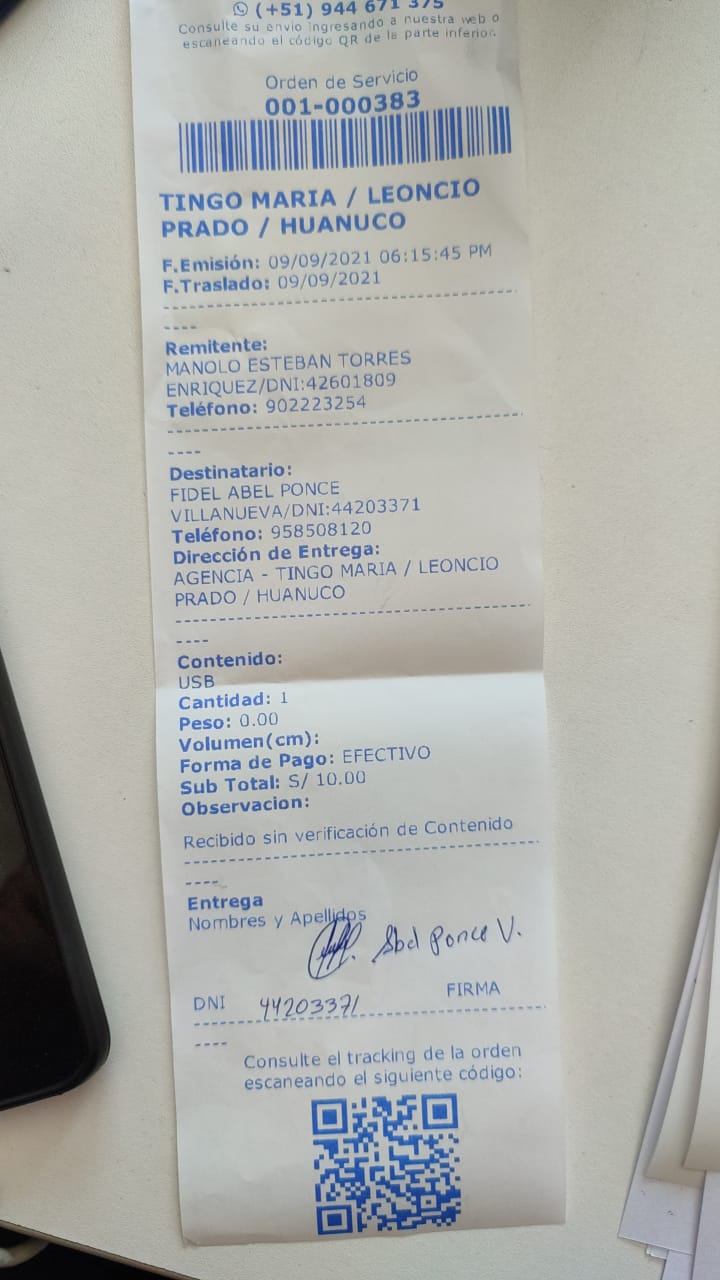 (+51) 944 671 375
Consulte su envio ingresando a nuestra web o
escaneando el código QR de la parte inferior.
Orden de Servicio
001-000383
TINGO MARIA / LEONCIO
PRADO / HUANUCO
F.Emisión: 09/09/2021 06:15:45 PM
F.Traslado: 09/09/2021
----
Remitente:
MANOLO ESTEBAN TORRES
ENRIQUEZ/DNI:42601809
Teléfono: 902223254
----
Destinatario:
FIDEL ABEL PONCE
VILLANUEVA/DNI:44203371
Teléfono: 958508120
Dirección de Entrega:
AGENCIA - TINGO MARIA / LEONCIO
PRADO / HUANUCO
----
Contenido:
USB
Cantidad: 1
Peso: 0.00
Volumen(cm):
Forma de Pago: EFECTIVO
Sub Total: S/ 10.00
Observacion:
Recibido sin verificación de Contenido
----
Entrega
Nombres y Apellidos
Abel Ponce V.
DNI 44203371 FIRMA
----
Consulte el tracking de la orden
escaneando el siguiente código: